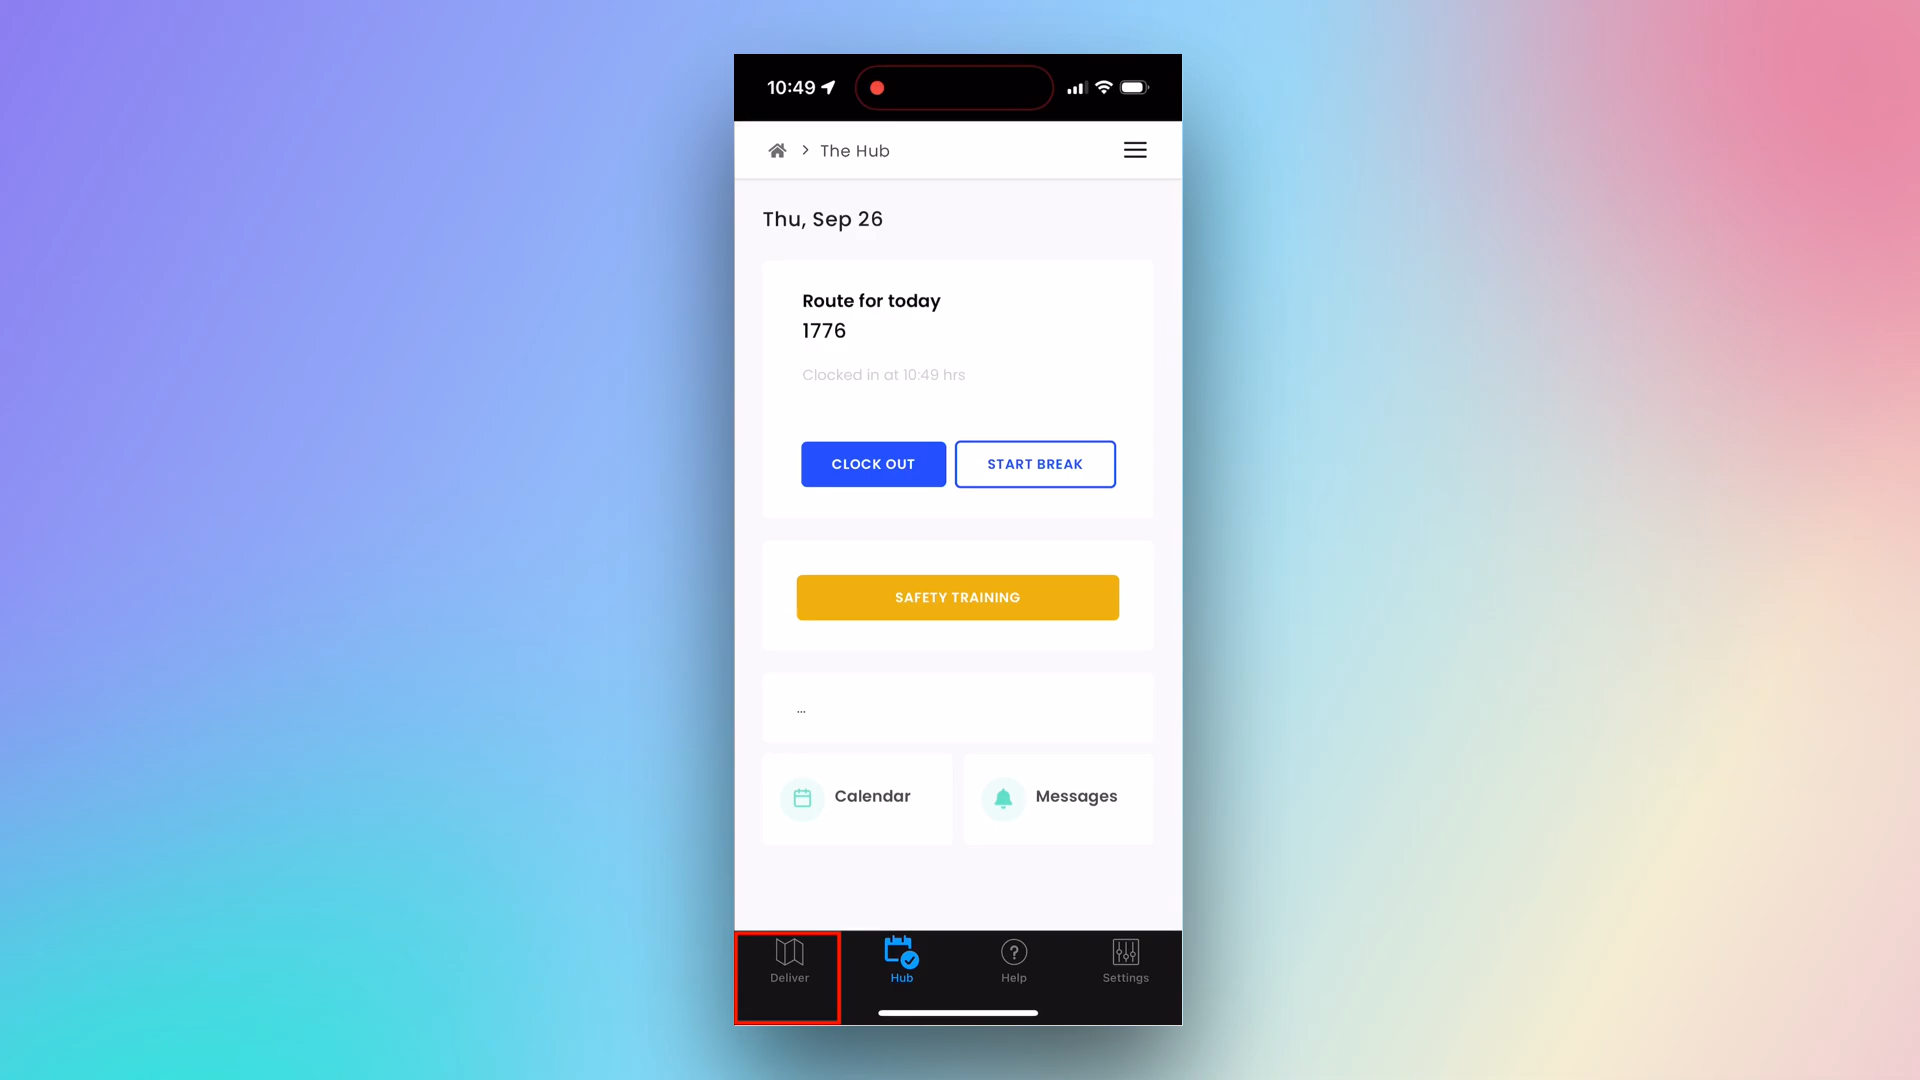 10:49
The Hub
Thu, Sep 26
Route for today
1776
Clocked in at 10:49 hrs
CLOCK OUT
START BREAK
SAFETY TRAINING
...
Calendar
Messages
Deliver
Hub
Help
Settings